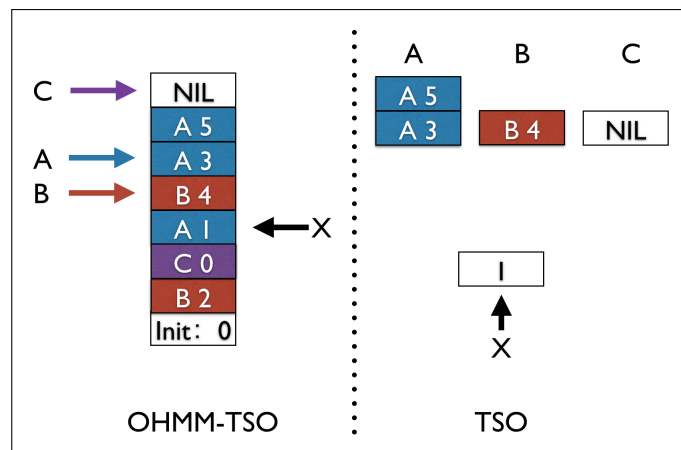 C
NIL
A 5
A
A 3
B
B 4
A 1
X
C 0
B 2
Init: 0
OHMM-TSO
A B C
A 5
A 3 B 4 NIL
1
X
TSO